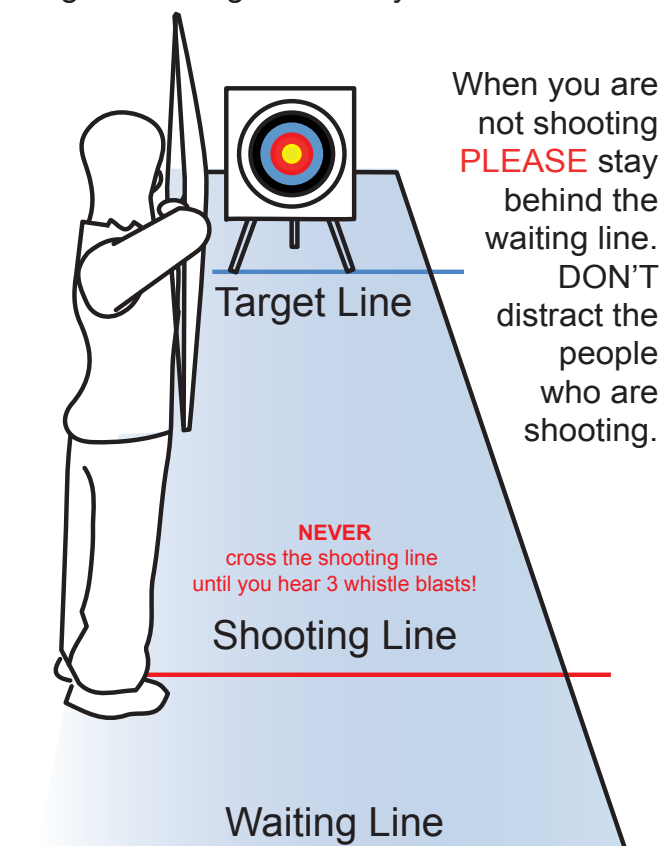 When you are
not shooting
PLEASE stay
behind the
waiting line.
DON'T
distract the
people
who are
shooting.
Target Line
NEVER
cross the shooting line
until you hear 3 whistle blasts!
Shooting Line
Waiting Line